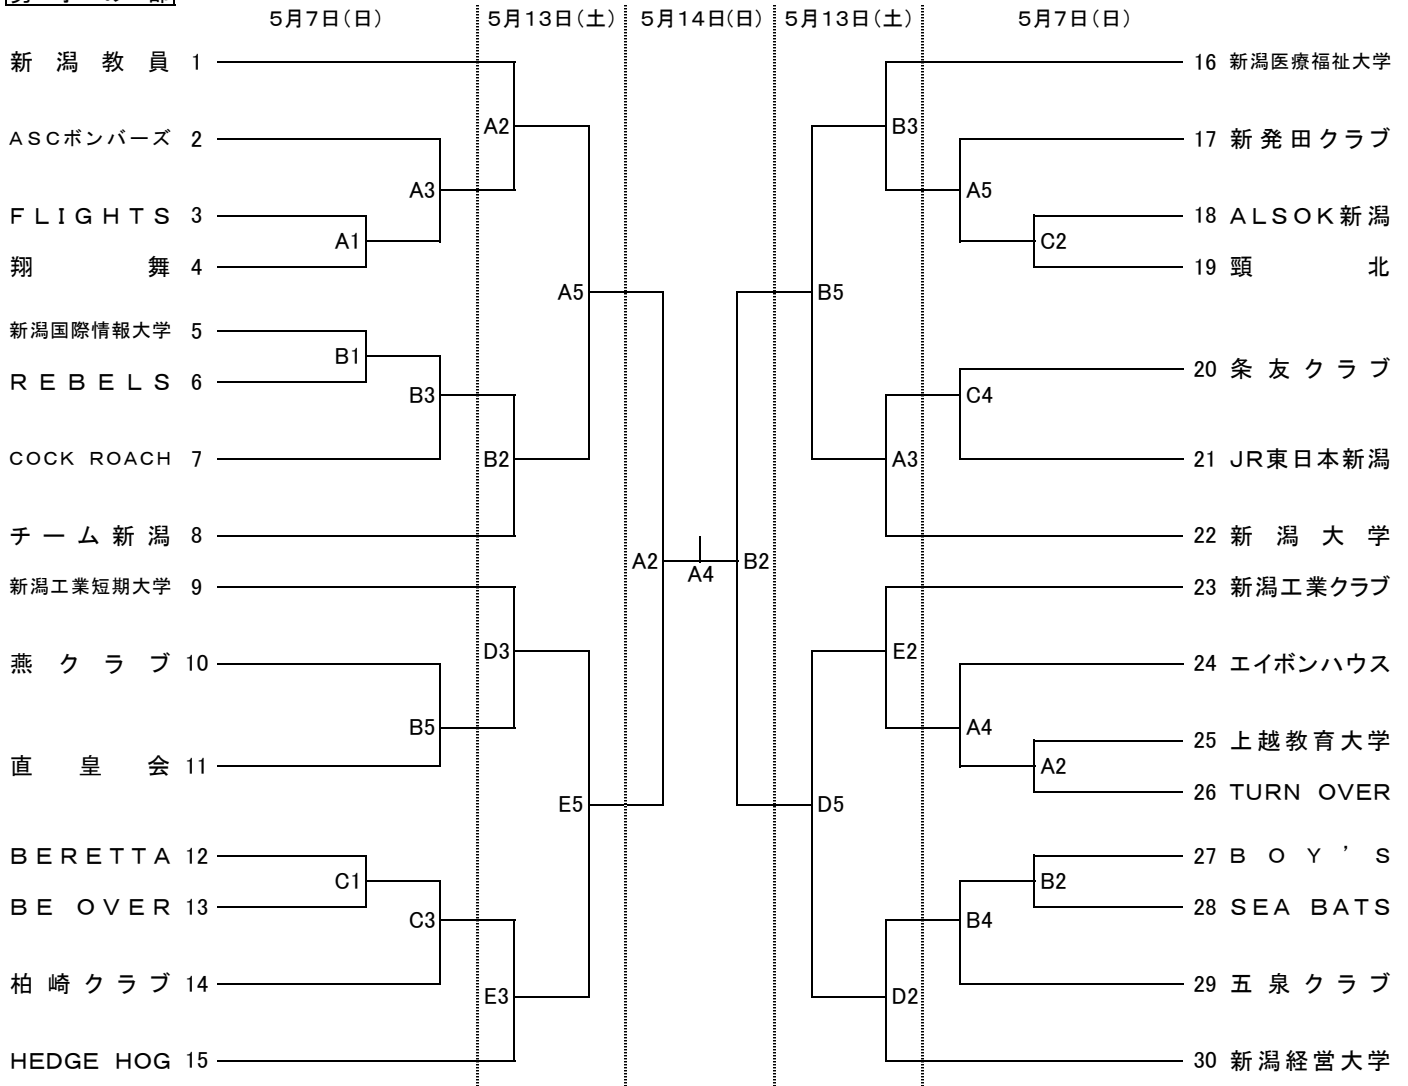 5月7日（日） 5月13日（土） 5月14日（日） 5月13日（土） 5月7日（日）
新潟教員 1
ASCボンバーズ 2
FLIGHTS 3
翔舞 4
新潟国際情報大学 5
REBELS 6
COCK ROACH 7
チーム新潟 8
新潟工業短期大学 9
燕クラブ 10
直皇会 11
BERETTA 12
BE OVER 13
柏崎クラブ 14
HEDGE HOG 15
A1
B1
C1
A3
B3
B5
C3
A2
B2
D3
E3
A5
E5
A2
A4
B2
B5
D5
B3
A3
E2
D2
A5
C4
A4
B4
C2
A2
B2
16 新潟医療福祉大学
17 新発田クラブ
18 ALSOK新潟
19 頸北
20 条友クラブ
21 JR東日本新潟
22 新潟大学
23 新潟工業クラブ
24 エイボンハウス
25 上越教育大学
26 TURN OVER
27 BOY'S
28 SEA BATS
29 五泉クラブ
30 新潟経営大学